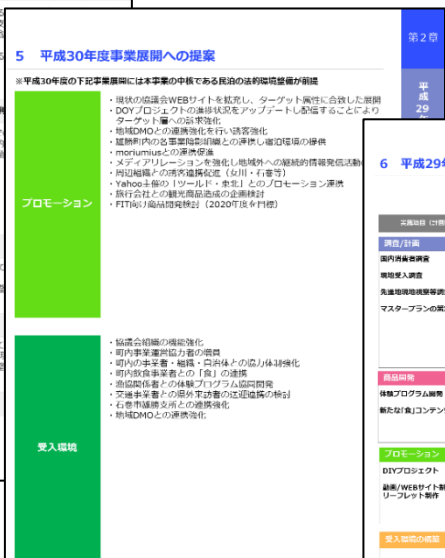 5 平成30年度事業展開への提案
※平成30年度の下記事業展開には本事業の中核である民泊の法的環境整備が前提
プロモーション
・現状の協議会WEBサイトを拡充し、ターゲット属性に合致した展開
・DOYプロジェクトの進捗状況をアップデートし配信することにより
ターゲット層への訴求強化
・地域DMOとの連携強化を行い誘客強化
・雄勝町内の各事業隣組織との連携し宿泊環境の提供
・moriumiusとの連携促進
・メディアリレーションを強化し地域外への継続的情報発信活動
・周辺組織との誘客連携促進（女川・石巻等）
・Yahoo主催の「ツールド・東北」とのプロモーション連携
・旅行会社との観光商品造成の企画検討
・FIT向け商品開発検討（2020年度を目標）
受入環境
・協議会組織の機能強化
・町内事業運営協力者の増員
・町内の事業者・組織・自治体との協力体制強化
・町内飲食事業者との「食」の連携
・漁協関係者との体験プログラム協同開発
・交通事業者との県外来訪者の送迎連携の検討
・石巻市雄勝支所との連携強化
・地域DMOとの連携強化
第2章
平成29年
6 平成29年
実施項目（計画
調査/計画
国内消費者調査
現地受入調査
先進地現地視察等調
マスタープランの策
商品開発
体験プログラム開発
新たな「食」コンテン
プロモーション
DIYプロジェクト
動画/WEBサイト制
リーフレット制作
受入環境の構築